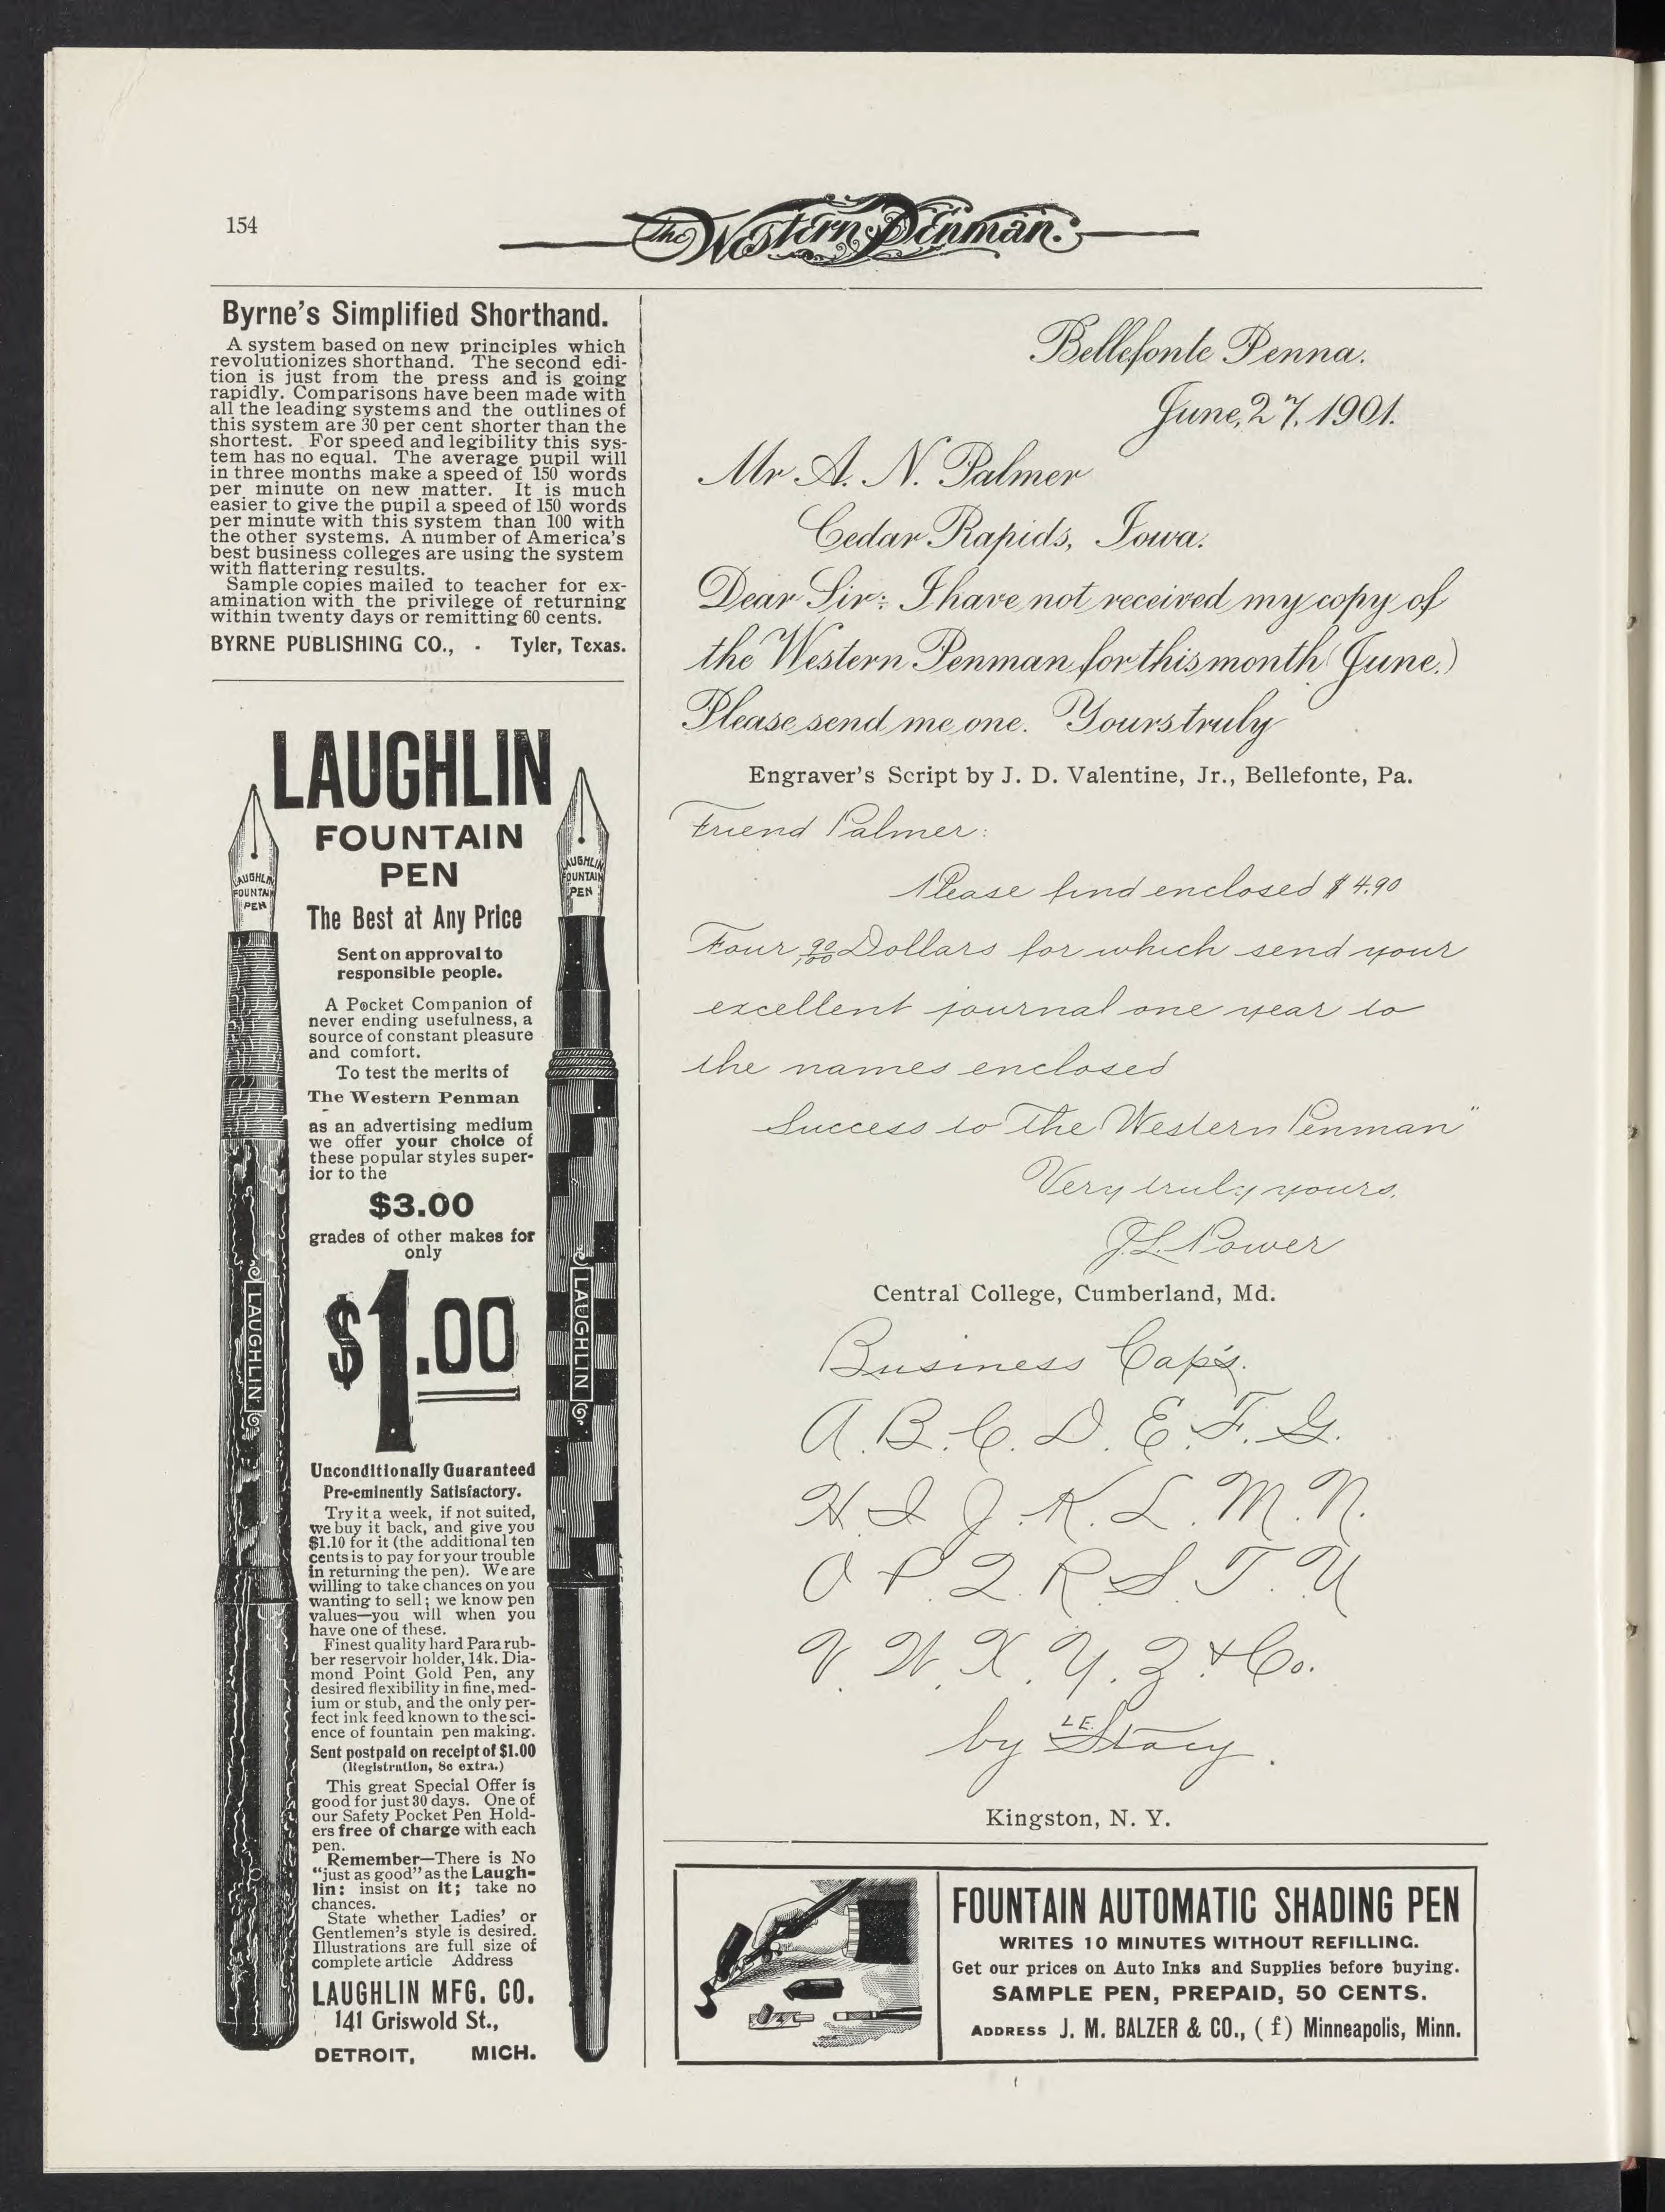 154
The Western Penman.
Byrne's Simplified Shorthand.
A system based on new principles which
revolutionizes shorthand. The second edi-
tion is just from the press and is going
rapidly. Comparisons have been made with
all the leading systems and the outlines of
this system are 30 per cent shorter than the
shortest. For speed and legibility this sys-
tem has no equal. The average pupil will
in three months make a speed of 150 words
per minute on new matter. It is much
easier to give the pupil a speed of 150 words
per minute with this system than 100 with
the other systems. A number of America's
best business colleges are using the system
with flattering results.
Sample copies mailed to teacher for ex-
amination with the privilege of returning
within twenty days or remitting 60 cents.
BYRNE PUBLISHING CO., - Tyler, Texas.
LAUGHLIN
FOUNTAIN
PEN
The Best at Any Price
Sent on approval to
responsible people.
A Pocket Companion of
never ending usefulness, a
source of constant pleasure
and comfort.
To test the merits of
The Western Penman
as an advertising medium
we offer your choice of
these popular styles super-
ior to the
$3.00
grades of other makes for
only
$1.00
Unconditionally Guaranteed
Pre-eminently Satisfactory.
Try it a week, if not suited,
we buy it back, and give you
$1.10 for it (the additional ten
cents is to pay for your trouble
in returning the pen). We are
willing to take chances on you
wanting to sell; we know pen
values—you will when you
have one of these.
Finest quality hard Para rub-
ber reservoir holder, 14k. Dia-
mond Point Gold Pen, any
desired flexibility in fine, med-
ium or stub, and the only per-
fect ink feed known to the sci-
ence of fountain pen making.
Sent postpaid on receipt of $1.00
(Registration, 8c extra.)
This great Special Offer is
good for just 30 days. One of
our Safety Pocket Pen Hold-
ers free of charge with each
pen.
Remember—There is No
"just as good" as the Laugh-
lin: insist on it; take no
chances.
State whether Ladies' or
Gentlemen's style is desired.
Illustrations are full size of
complete article Address
LAUGHLIN MFG. CO.
141 Griswold St.,
DETROIT, MICH.
LAUGHLIN
FOUNTAIN
PEN
LAUGHLIN
LAUGHLIN
FOUNTAIN
PEN
LAUGHLIN
Bellefonte Penna.
June, 27, 1901.
Mr A. N. Palmer
Cedar Rapids, Iowa.
Dear Sir: I have not received my copy of
the Western Penman for this month (June.)
Please send me one. Yours truly
Engraver's Script by J. D. Valentine, Jr., Bellefonte, Pa.
Friend Palmer:
Please find enclosed $4.90
Four 90/100 Dollars for which send your
excellent journal one year to
the names enclosed
Success to "The Western Penman"
Very truly yours,
J. L. Power
Central College, Cumberland, Md.
Business Cap's.
A. B. C. D. E. F. G.
H I J. K. L. M. N.
O P. Q. R. S. T. U
V. W. X. Y. Z. & Co.
by L.E. Stacy.
Kingston, N. Y.
FOUNTAIN AUTOMATIC SHADING PEN
WRITES 10 MINUTES WITHOUT REFILLING.
Get our prices on Auto Inks and Supplies before buying.
SAMPLE PEN, PREPAID, 50 CENTS.
ADDRESS J. M. BALZER & CO., (f) Minneapolis, Minn.